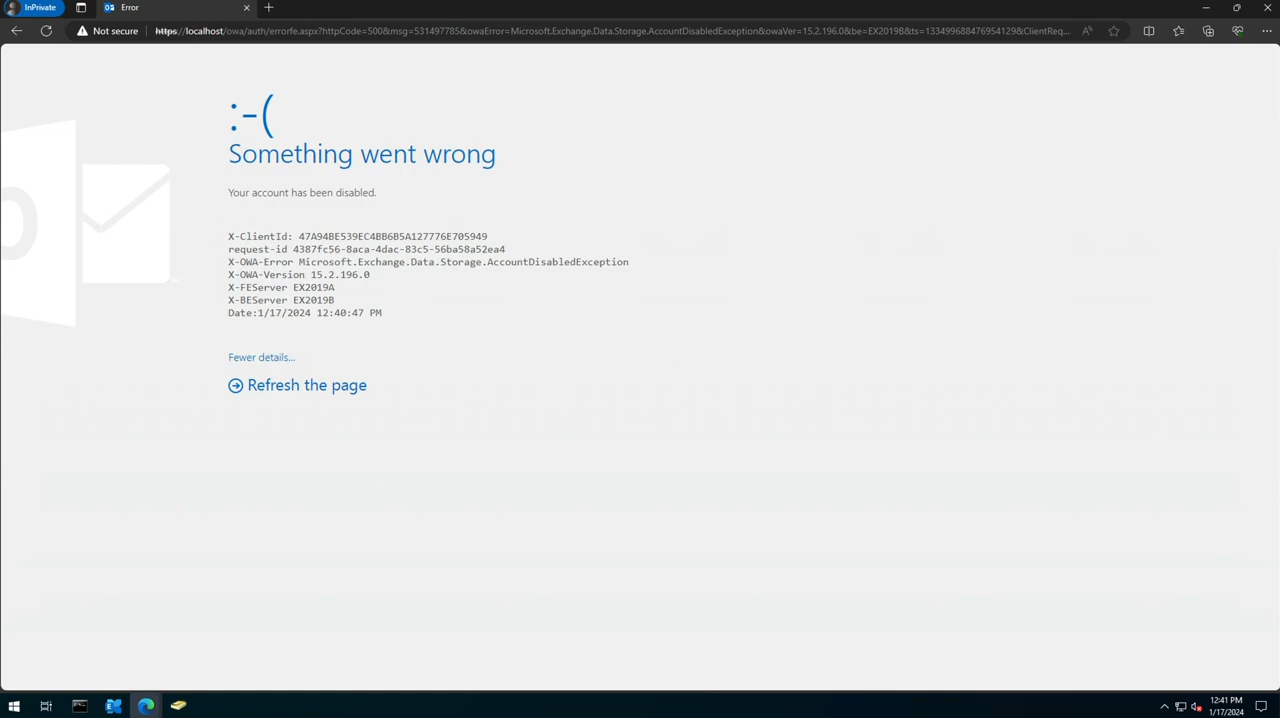 InPrivate
Error
Not secure
https://localhost/owa/auth/errorfe.aspx?httpCode=500&msg=531497785&owaError=Microsoft.Exchange.Data.Storage.AccountDisabledException&owaVer=15.2.196.0&be=EX2019B&ts=133499688476954129&ClientReq...
:-(
Something went wrong
Your account has been disabled.
X-ClientId: 47A94BE539EC4BB6B5A127776E705949
request-id 4387fc56-8aca-4dac-83c5-56ba58a52ea4
X-OWA-Error Microsoft.Exchange.Data.Storage.AccountDisabledException
X-OWA-Version 15.2.196.0
X-FEServer EX2019A
X-BEServer EX2019B
Date:1/17/2024 12:40:47 PM
Fewer details...
Refresh the page
12:41 PM
1/17/2024